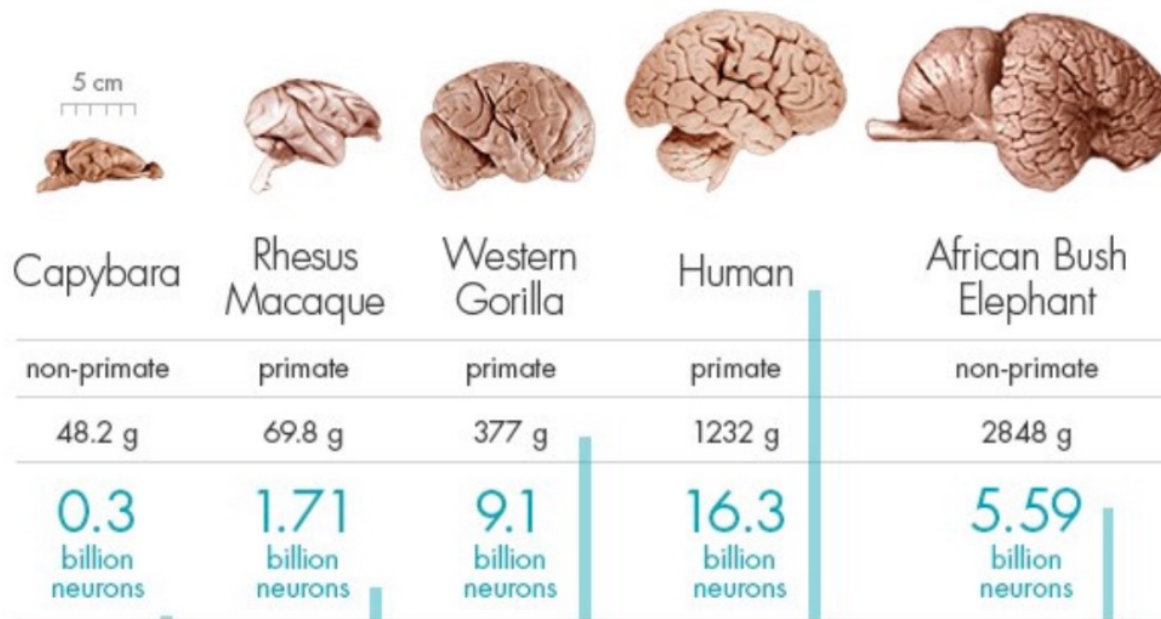 5 cm
Capybara
Rhesus
Macaque
Western
Gorilla
Human
African Bush
Elephant
non-primate
primate
primate
primate
non-primate
48.2 g
69.8 g
377 g
1232 g
2848 g
0.3
billion
neurons
1.71
billion
neurons
9.1
billion
neurons
16.3
billion
neurons
5.59
billion
neurons